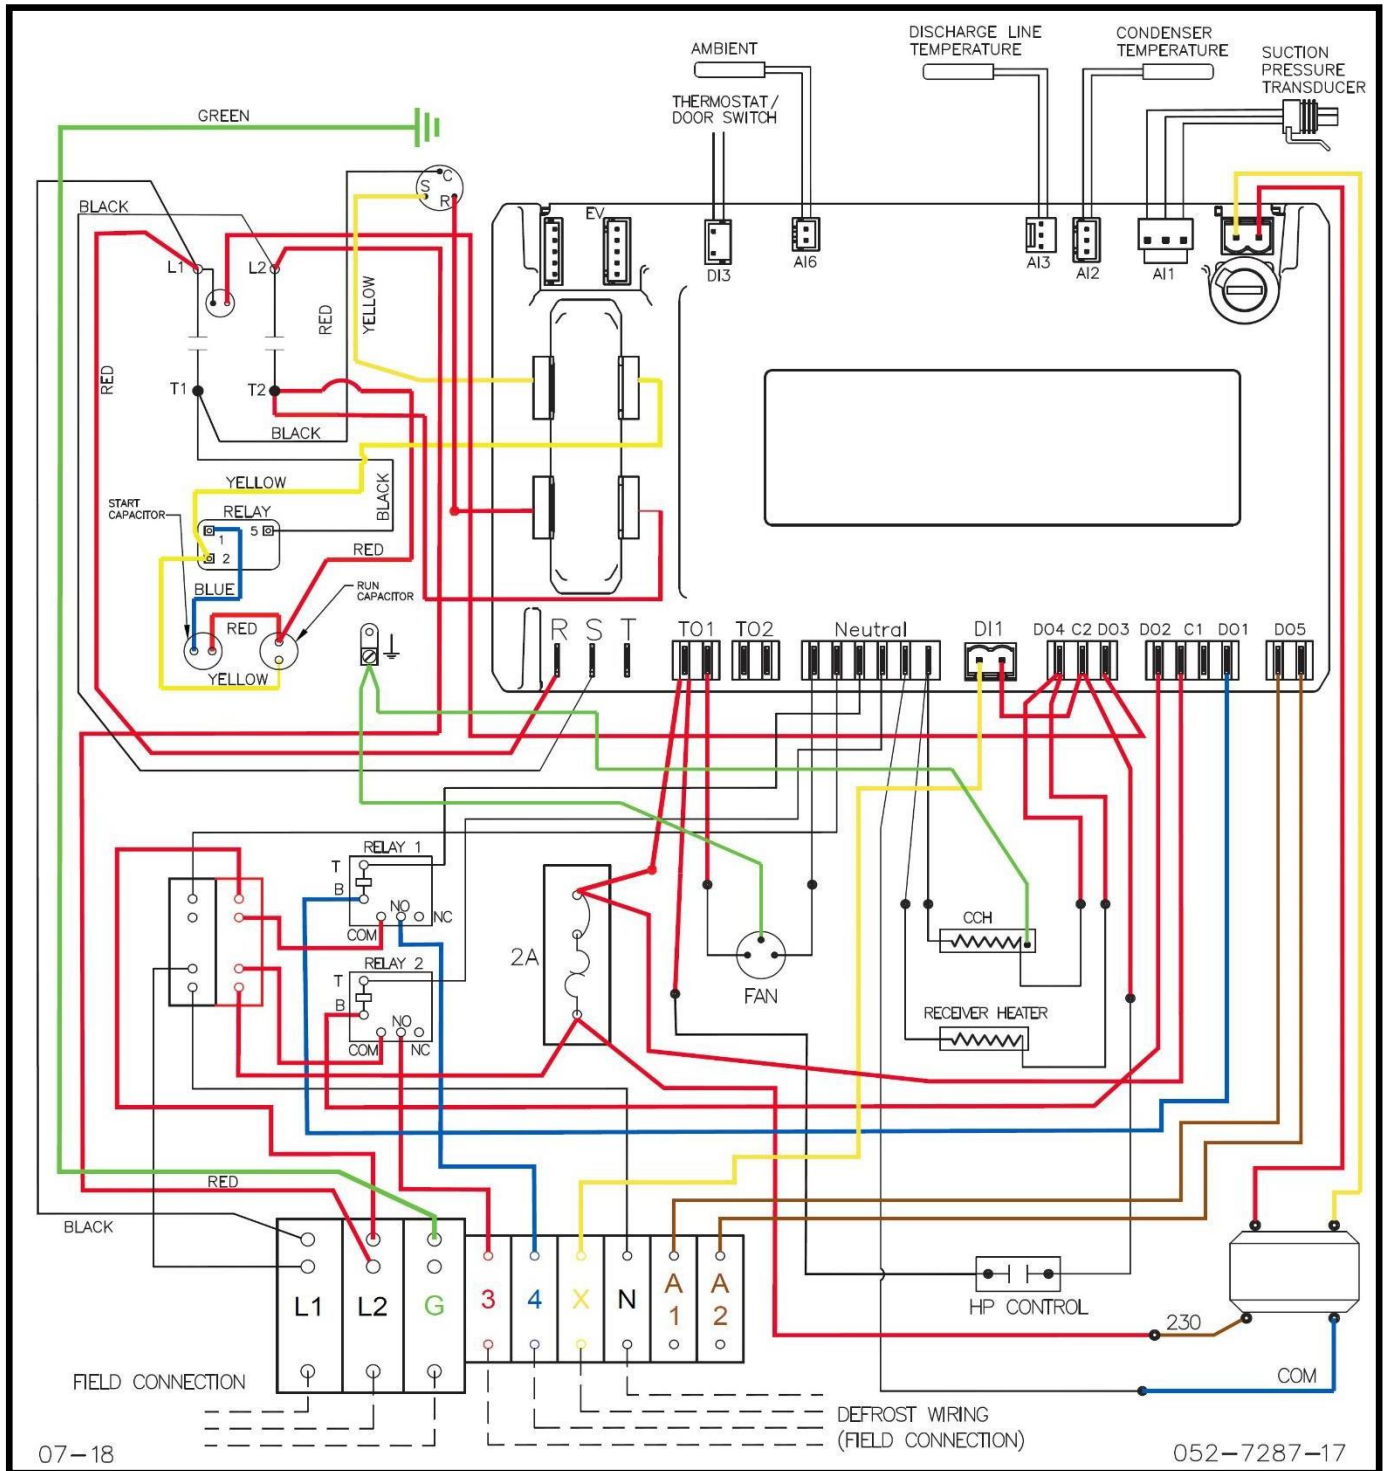 AMBIENT
DISCHARGE LINE
TEMPERATURE
CONDENSER
TEMPERATURE
SUCTION
PRESSURE
TRANSDUCER
THERMOSTAT/
DOOR SWITCH
GREEN
BLACK
S
C
R
EV
DI3
AI6
AI3
AI2
AI1
L1
L2
RED
YELLOW
RED
T1
T2
BLACK
YELLOW
BLACK
START
CAPACITOR
RELAY
1
5
2
RED
BLUE
RUN
CAPACITOR
RED
YELLOW
R
S
T
TO1
TO2
Neutral
DI1
DO4
C2
DO3
DO2
C1
DO1
DO5
RELAY 1
T
B
NO
NC
COM
RELAY 2
T
B
NO
NC
COM
2A
FAN
CCH
RECEIVER HEATER
RED
BLACK
L1
L2
G
3
4
X
N
A
1
A
2
HP CONTROL
230
COM
FIELD CONNECTION
DEFROST WIRING
(FIELD CONNECTION)
07-18
052-7287-17